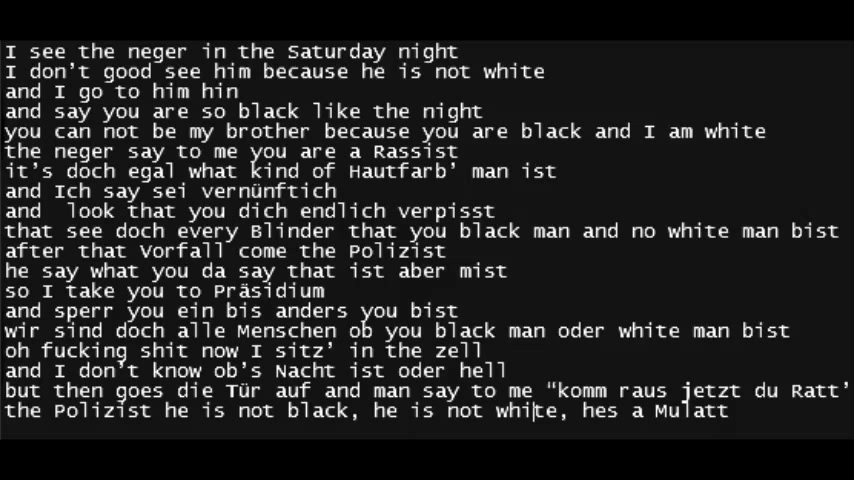 I see the neger in the Saturday night
I don't good see him because he is not white
and I go to him hin
and say you are so black like the night
you can not be my brother because you are black and I am white
the neger say to me you are a Rassist
it's doch egal what kind of Hautfarb' man ist
and Ich say sei vernünftich
and  look that you dich endlich verpisst
that see doch every Blinder that you black man and no white man bist
after that Vorfall come the Polizist
he say what you da say that ist aber mist
so I take you to Präsidium
and sperr you ein bis anders you bist
wir sind doch alle Menschen ob you black man oder white man bist
oh fucking shit now I sitz' in the zell
and I don't know ob's Nacht ist oder hell
but then goes die Tür auf and man say to me “komm raus jetzt du Ratt’
the Polizist he is not black, he is not white, hes a Mulatt